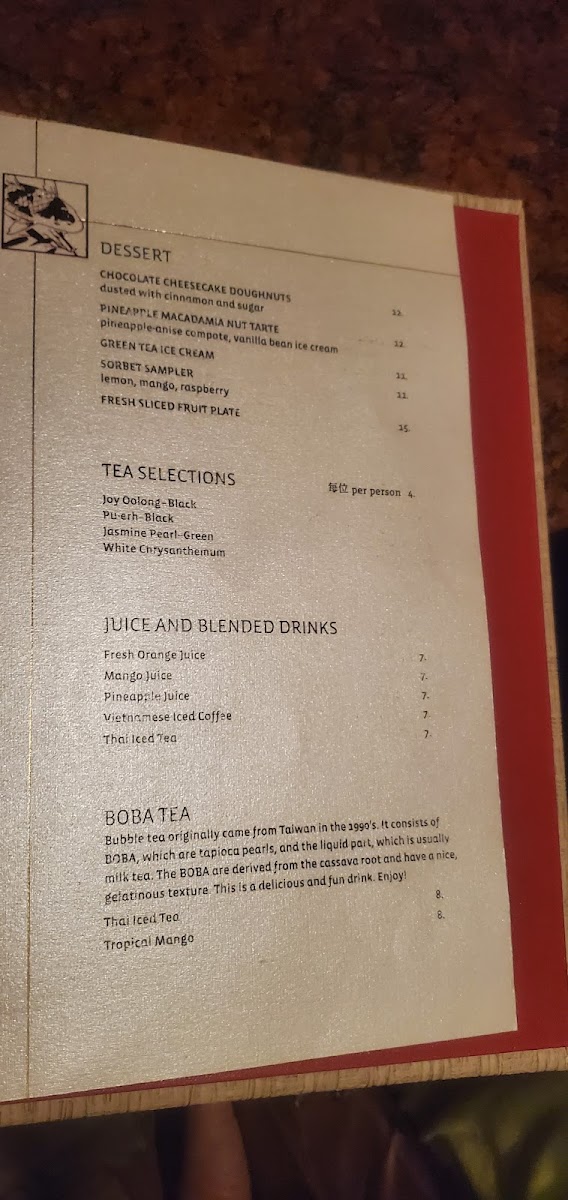 DESSERT
CHOCOLATE CHEESECAKE DOUGHNUTS
dusted with cinnamon and sugar
PINEAPPLE MACADAMIA NUT TARTE
pineapple-anise compote, vanilla bean ice cream 12.
GREEN TEA ICE CREAM 11.
SORBET SAMPLER
lemon, mango, raspberry 11.
FRESH SLICED FRUIT PLATE 15.
TEA SELECTIONS 每位 per person 4.
Joy Oolong-Black
Pu-erh-Black
Jasmine Pearl-Green
White Chrysanthemum
JUICE AND BLENDED DRINKS
Fresh Orange Juice 7.
Mango Juice 7.
Pineapple Juice 7.
Vietnamese Iced Coffee 7.
Thai Iced Tea 7.
BOBA TEA
Bubble tea originally came from Taiwan in the 1990's. It consists of
BOBA, which are tapioca pearls, and the liquid part, which is usually
milk tea. The BOBA are derived from the cassava root and have a nice,
gelatinous texture. This is a delicious and fun drink. Enjoy!
Thai Iced Tea 8.
Tropical Mango 8.